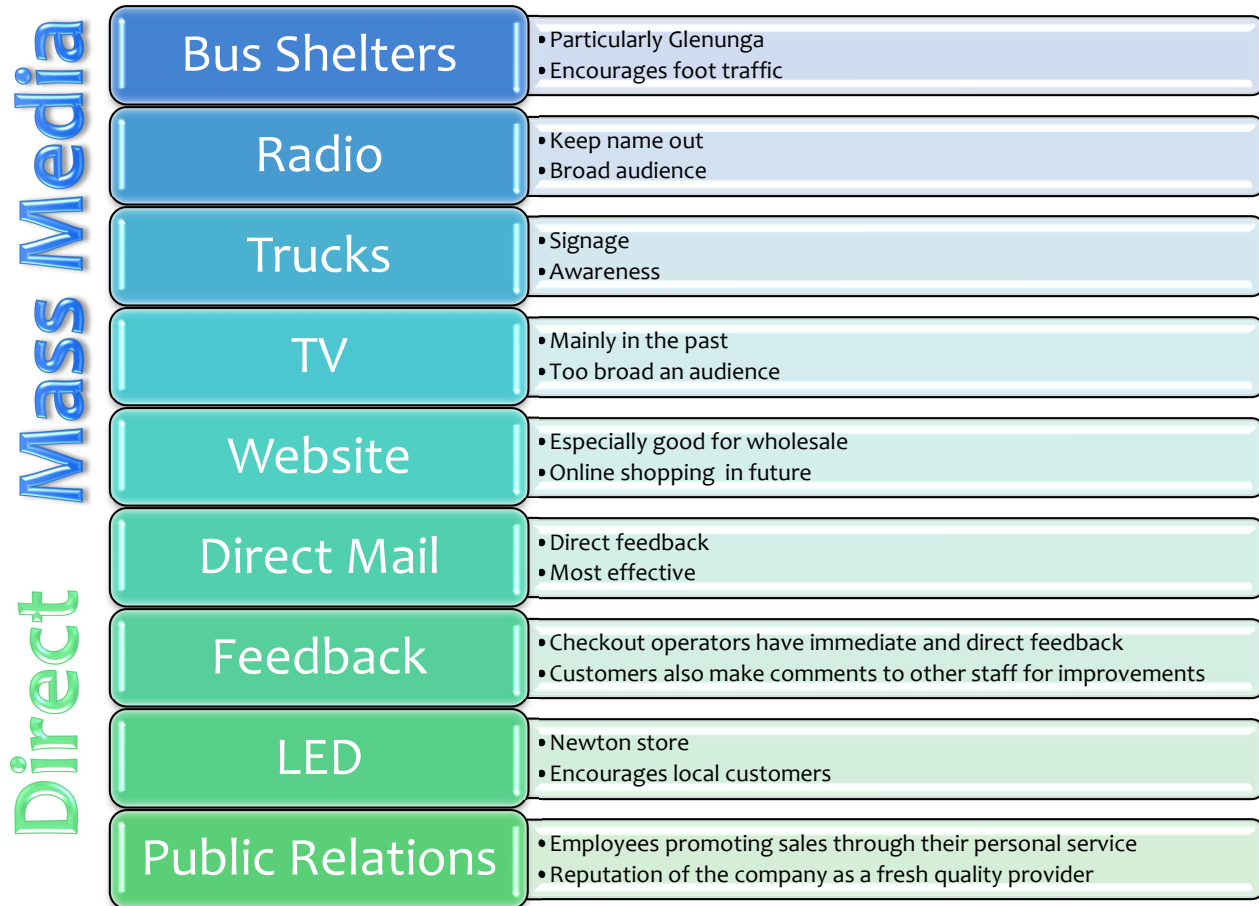 Mass Media
Bus Shelters
• Particularly Glenunga
• Encourages foot traffic
Radio
• Keep name out
• Broad audience
Trucks
• Signage
• Awareness
TV
• Mainly in the past
• Too broad an audience
Website
• Especially good for wholesale
• Online shopping in future
Direct
Direct Mail
• Direct feedback
• Most effective
Feedback
• Checkout operators have immediate and direct feedback
• Customers also make comments to other staff for improvements
LED
• Newton store
• Encourages local customers
Public Relations
• Employees promoting sales through their personal service
• Reputation of the company as a fresh quality provider